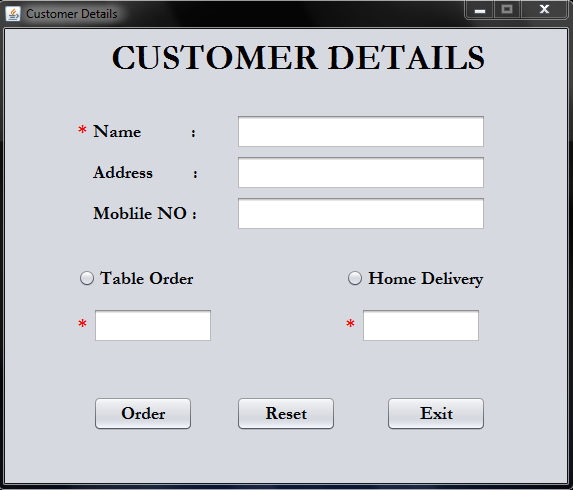 Customer Details
CUSTOMER DETAILS
* Name :
Address :
Moblile NO :
Table Order Home Delivery
* *
Order Reset Exit